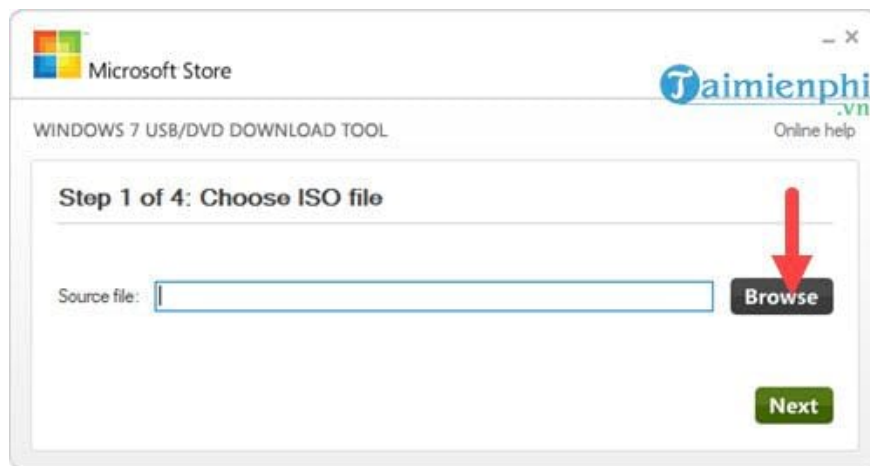 Microsoft Store
Taimienphi
.vn
WINDOWS 7 USB/DVD DOWNLOAD TOOL
Online help
Step 1 of 4: Choose ISO file
Source file:
Browse
Next